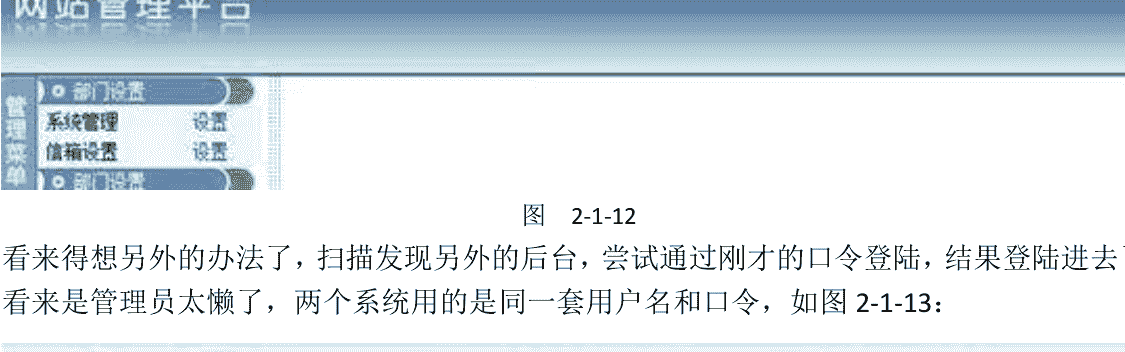 网站管理平台
管理菜单
部门设置
系统管理 设置
信箱设置 设置
部门设置
图 2-1-12
看来得想另外的办法了，扫描发现另外的后台，尝试通过刚才的口令登陆，结果登陆进去
看来是管理员太懒了，两个系统用的是同一套用户名和口令，如图 2-1-13：